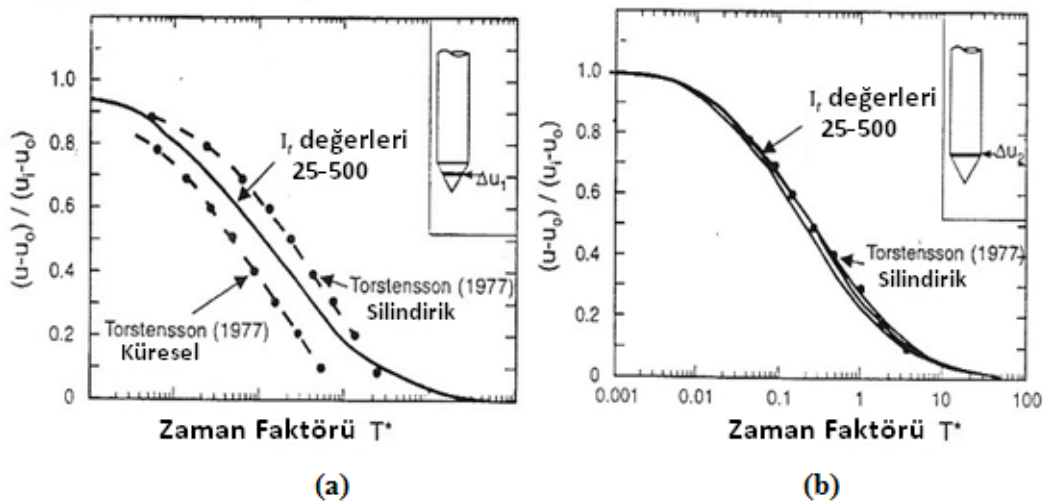 (u-u₀) / (uᵢ-u₀)
1.0
0.8
0.6
0.4
0.2
0
Iᵣ değerleri
25-500
Δu₁
Torstensson (1977)
Silindirik
Torstensson (1977)
Küresel
Zaman Faktörü T*
(a)
(u-u₀) / (uᵢ-u₀)
1.0
0.8
0.6
0.4
0.2
0
0.001 0.01 0.1 1.0 10 100
Iᵣ değerleri
25-500
Δu₂
Torstensson (1977)
Silindirik
Zaman Faktörü T*
(b)